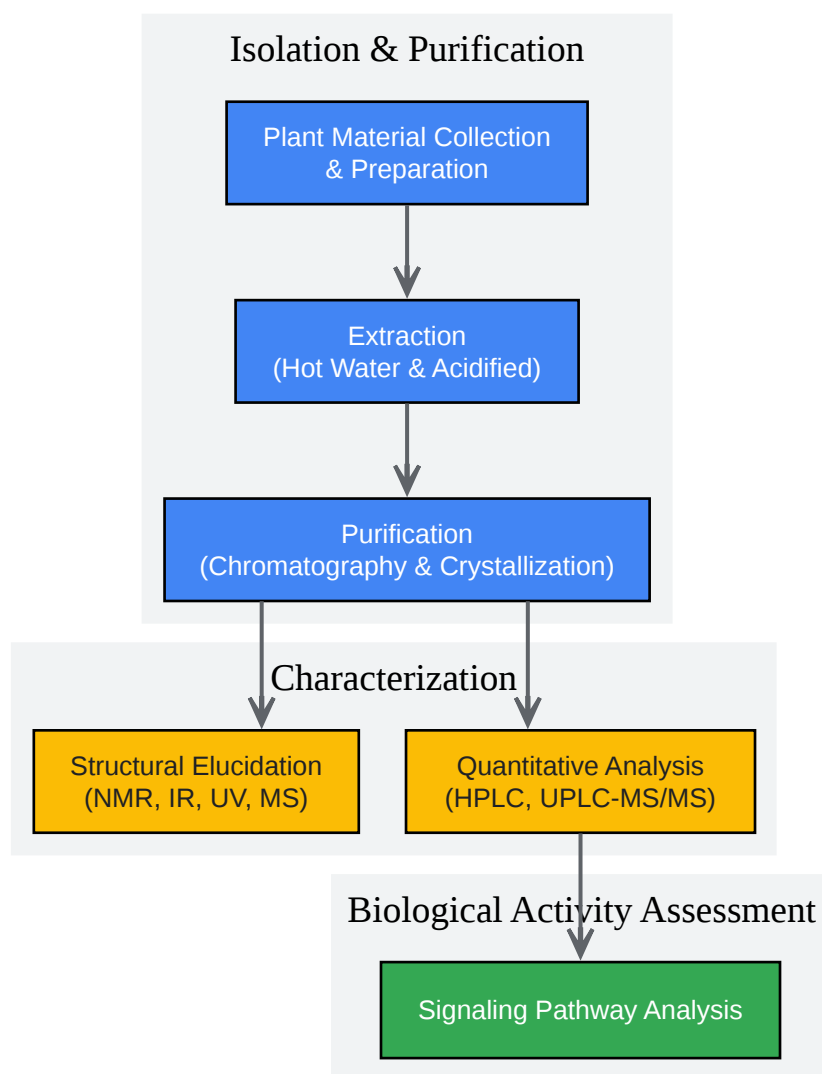 Isolation & Purification
Plant Material Collection
& Preparation
Extraction
(Hot Water & Acidified)
Purification
(Chromatography & Crystallization)
Characterization
Structural Elucidation
(NMR, IR, UV, MS)
Quantitative Analysis
(HPLC, UPLC-MS/MS)
Biological Activity Assessment
Signaling Pathway Analysis